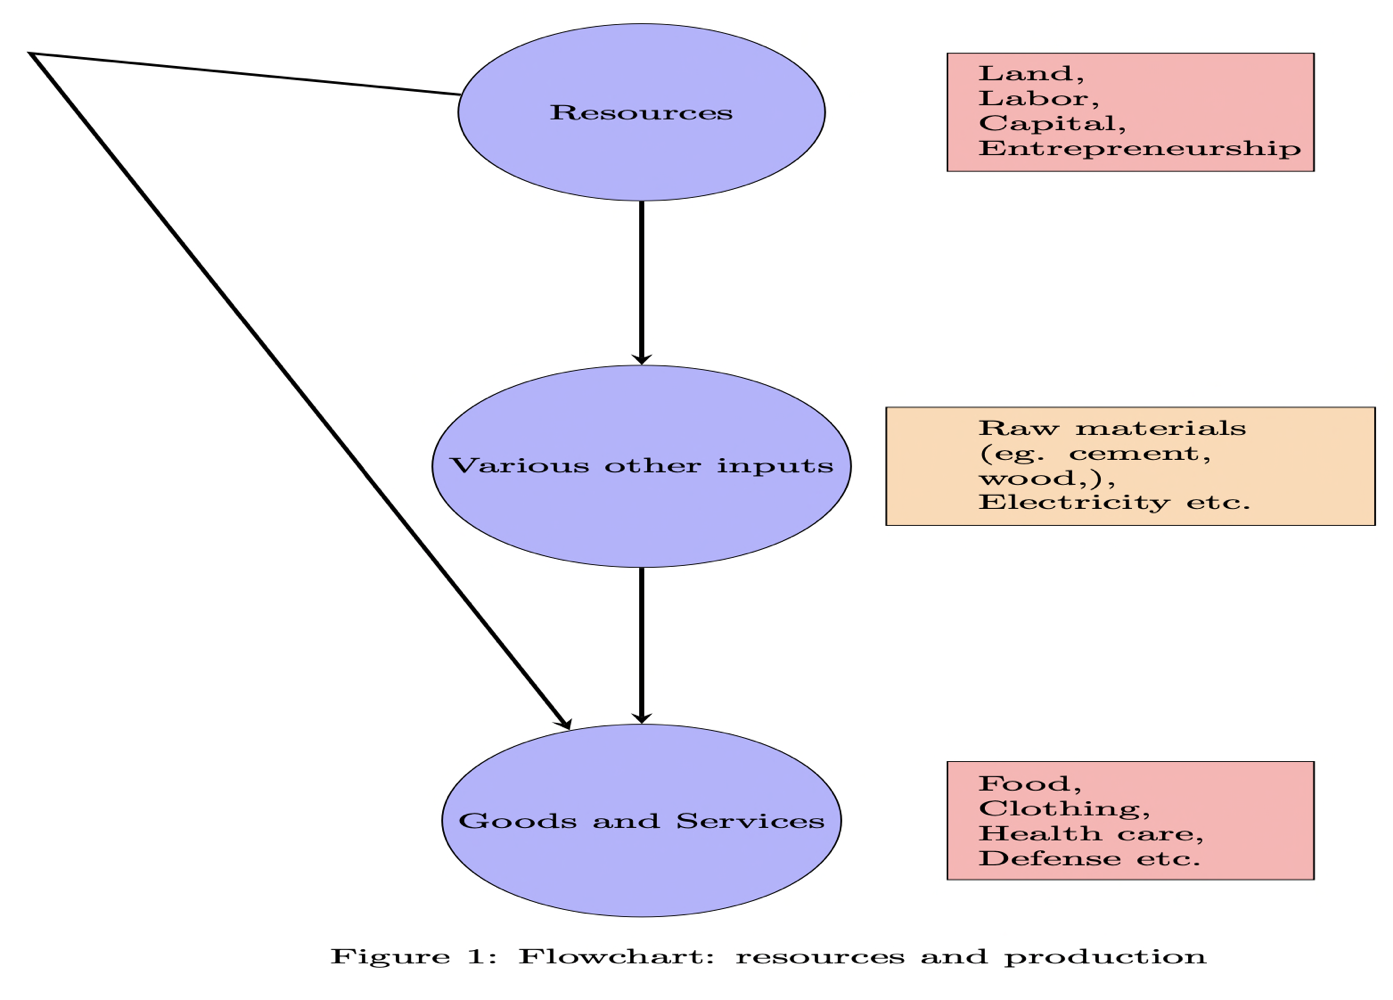 Resources
Land,
Labor,
Capital,
Entrepreneurship
Various other inputs
Raw materials
(eg. cement,
wood,),
Electricity etc.
Goods and Services
Food,
Clothing,
Health care,
Defense etc.
Figure 1: Flowchart: resources and production